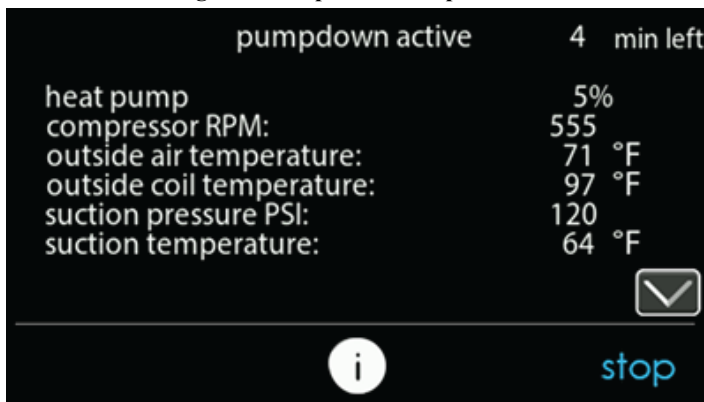 pumpdown active 4 min left
heat pump 5%
compressor RPM: 555
outside air temperature: 71 °F
outside coil temperature: 97 °F
suction pressure PSI: 120
suction temperature: 64 °F
i stop